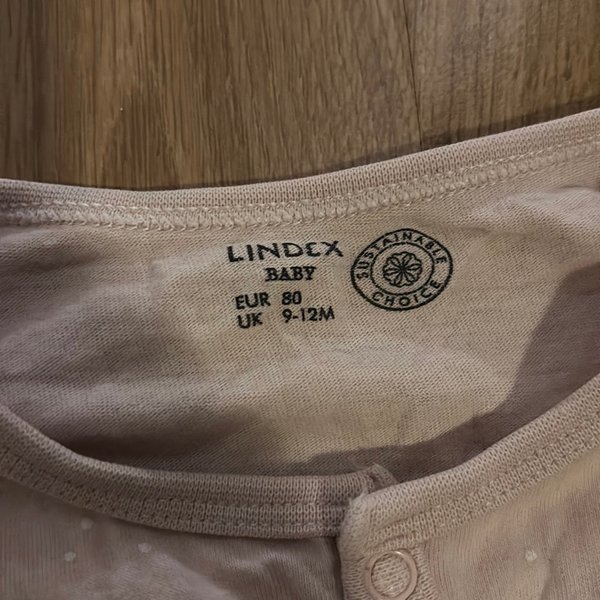 LINDEX
BABY
EUR 80
UK 9-12M
SUSTAINABLE
CHOICE